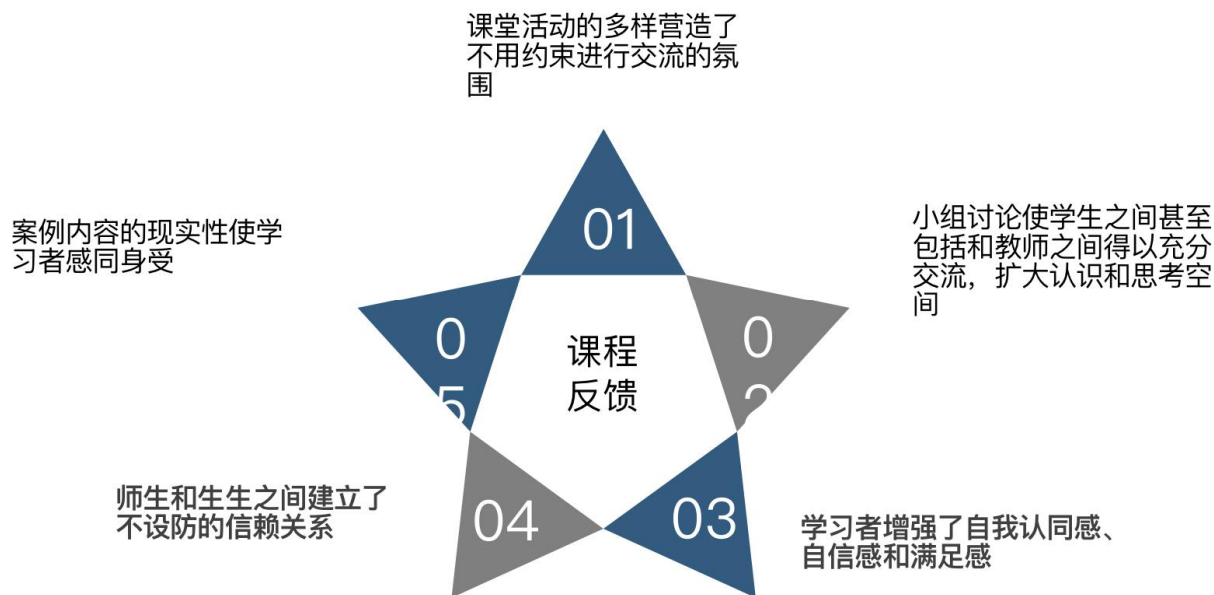 课堂活动的多样营造了
不用约束进行交流的氛
围
01
小组讨论使学生之间甚至
包括和教师之间得以充分
交流，扩大认识和思考空
间
0
2
03
学习者增强了自我认同感、
自信感和满足感
04
师生和生生之间建立了
不设防的信赖关系
0
5
案例内容的现实性使学
习者感同身受
课程
反馈